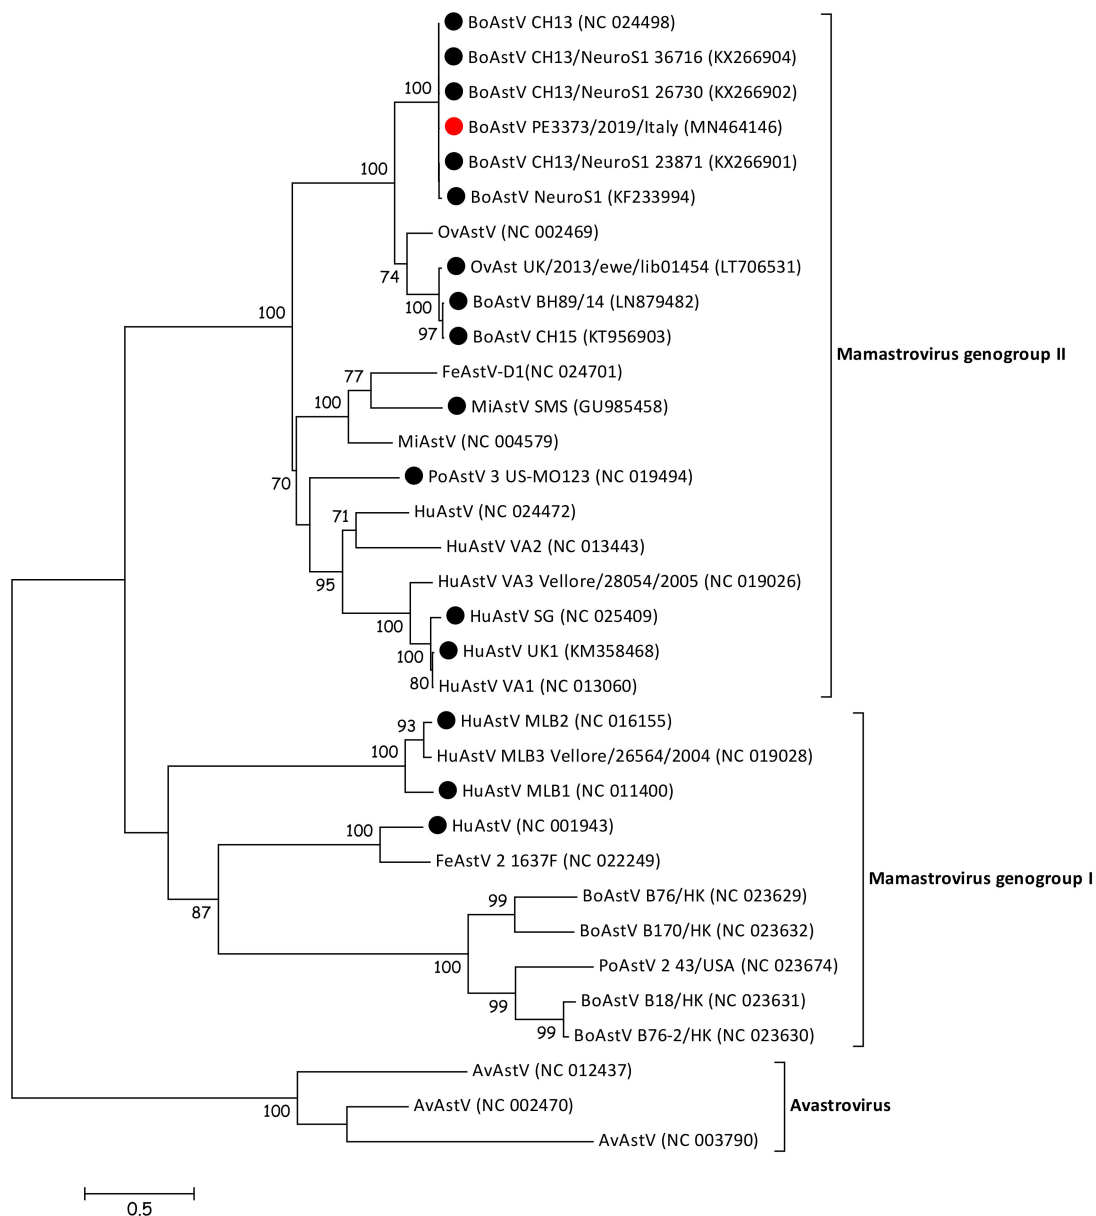 BoAstV CH13 (NC 024498)
BoAstV CH13/NeuroS1 36716 (KX266904)
BoAstV CH13/NeuroS1 26730 (KX266902)
100
BoAstV PE3373/2019/Italy (MN464146)
BoAstV CH13/NeuroS1 23871 (KX266901)
100
BoAstV NeuroS1 (KF233994)
OvAstV (NC 002469)
74
OvAst UK/2013/ewe/lib01454 (LT706531)
100
BoAstV BH89/14 (LN879482)
100
97
BoAstV CH15 (KT956903)
Mamastrovirus genogroup II
FeAstV-D1(NC 024701)
77
100
MiAstV SMS (GU985458)
MiAstV (NC 004579)
70
PoAstV 3 US-MO123 (NC 019494)
HuAstV (NC 024472)
71
HuAstV VA2 (NC 013443)
95
HuAstV VA3 Vellore/28054/2005 (NC 019026)
100
HuAstV SG (NC 025409)
100
HuAstV UK1 (KM358468)
80
HuAstV VA1 (NC 013060)
HuAstV MLB2 (NC 016155)
93
100
HuAstV MLB3 Vellore/26564/2004 (NC 019028)
HuAstV MLB1 (NC 011400)
HuAstV (NC 001943)
100
FeAstV 2 1637F (NC 022249)
Mamastrovirus genogroup I
87
BoAstV B76/HK (NC 023629)
99
BoAstV B170/HK (NC 023632)
100
PoAstV 2 43/USA (NC 023674)
99
BoAstV B18/HK (NC 023631)
99
BoAstV B76-2/HK (NC 023630)
AvAstV (NC 012437)
100
AvAstV (NC 002470)
Avastrovirus
AvAstV (NC 003790)
0.5